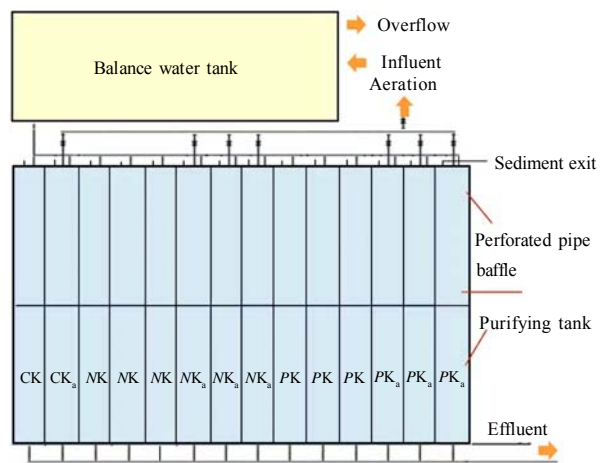 Overflow
Balance water tank
Influent
Aeration
Sediment exit
Perforated pipe
baffle
Purifying tank
CK CKa NK NK NK NKa NKa NKa PK PK PK PKa PKa PKa
Effluent